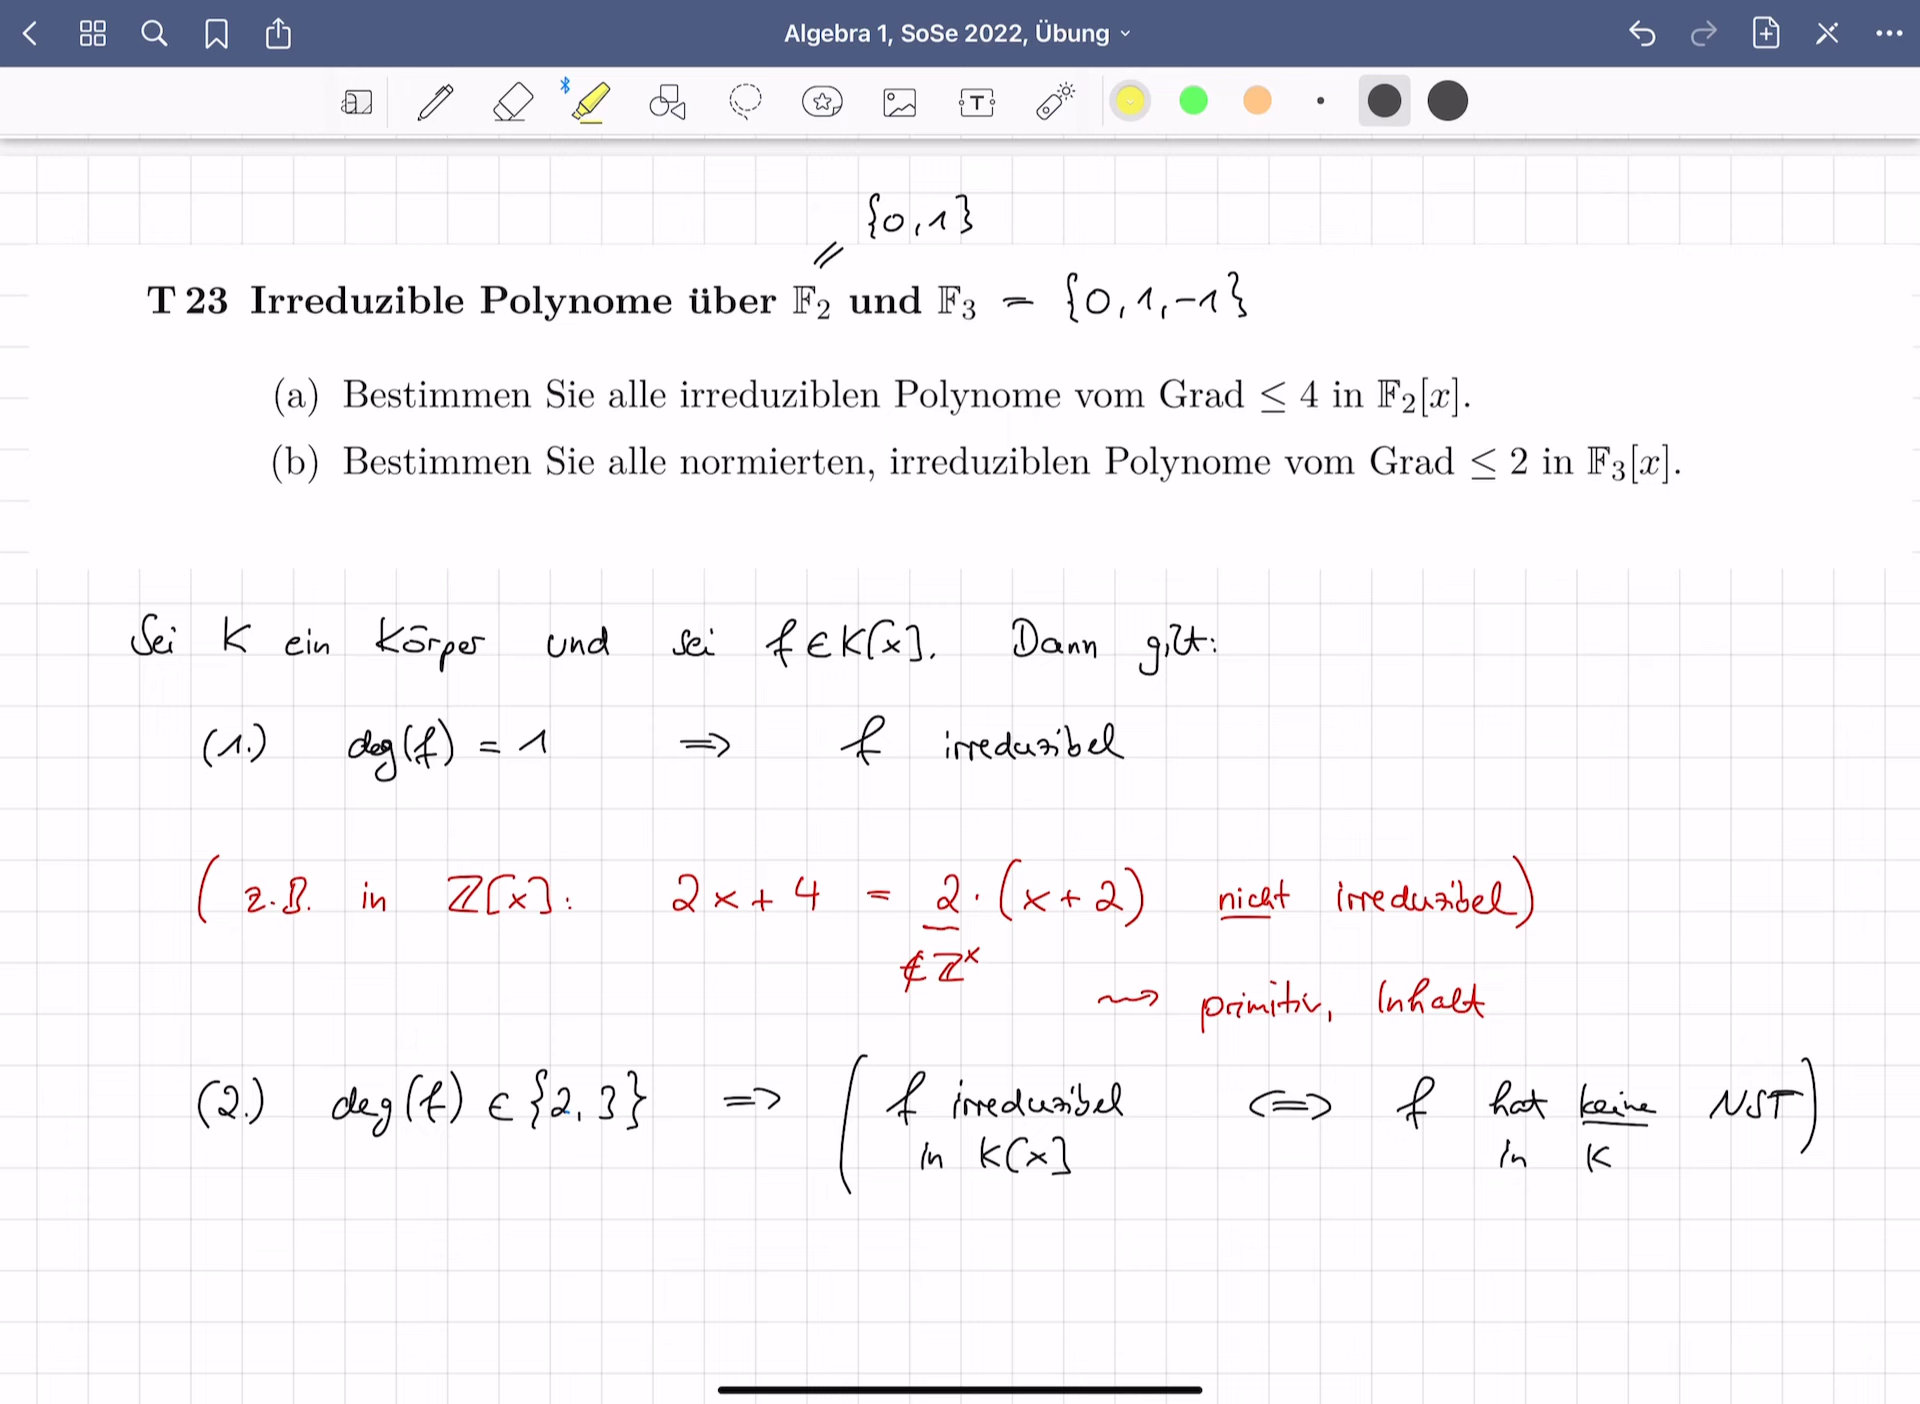 Algebra 1, SoSe 2022, Übung
{0,1}
T 23 Irreduzible Polynome über 𝔽₂ und 𝔽₃ = {0,1,-1}
(a) Bestimmen Sie alle irreduziblen Polynome vom Grad ≤ 4 in 𝔽₂[x].
(b) Bestimmen Sie alle normierten, irreduziblen Polynome vom Grad ≤ 2 in 𝔽₃[x].
Sei K ein Körper und sei f ∈ K[x]. Dann gilt:
(1.) deg(f) = 1 ⇒ f irreduzibel
(z.B. in ℤ[x]: 2x + 4 = 2·(x+2) nicht irreduzibel)
∉ ℤ^x
⇝ primitiv, Inhalt
(2.) deg(f) ∈ {2,3} ⇒ (f irreduzibel ⇔ f hat keine NST)
in K[x] in K